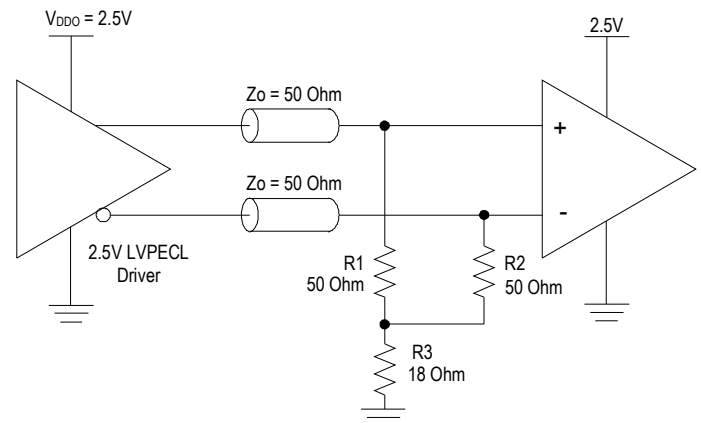 VDDO = 2.5V
2.5V
Zo = 50 Ohm
+
Zo = 50 Ohm
-
2.5V LVPECL
Driver
R1
50 Ohm
R2
50 Ohm
R3
18 Ohm